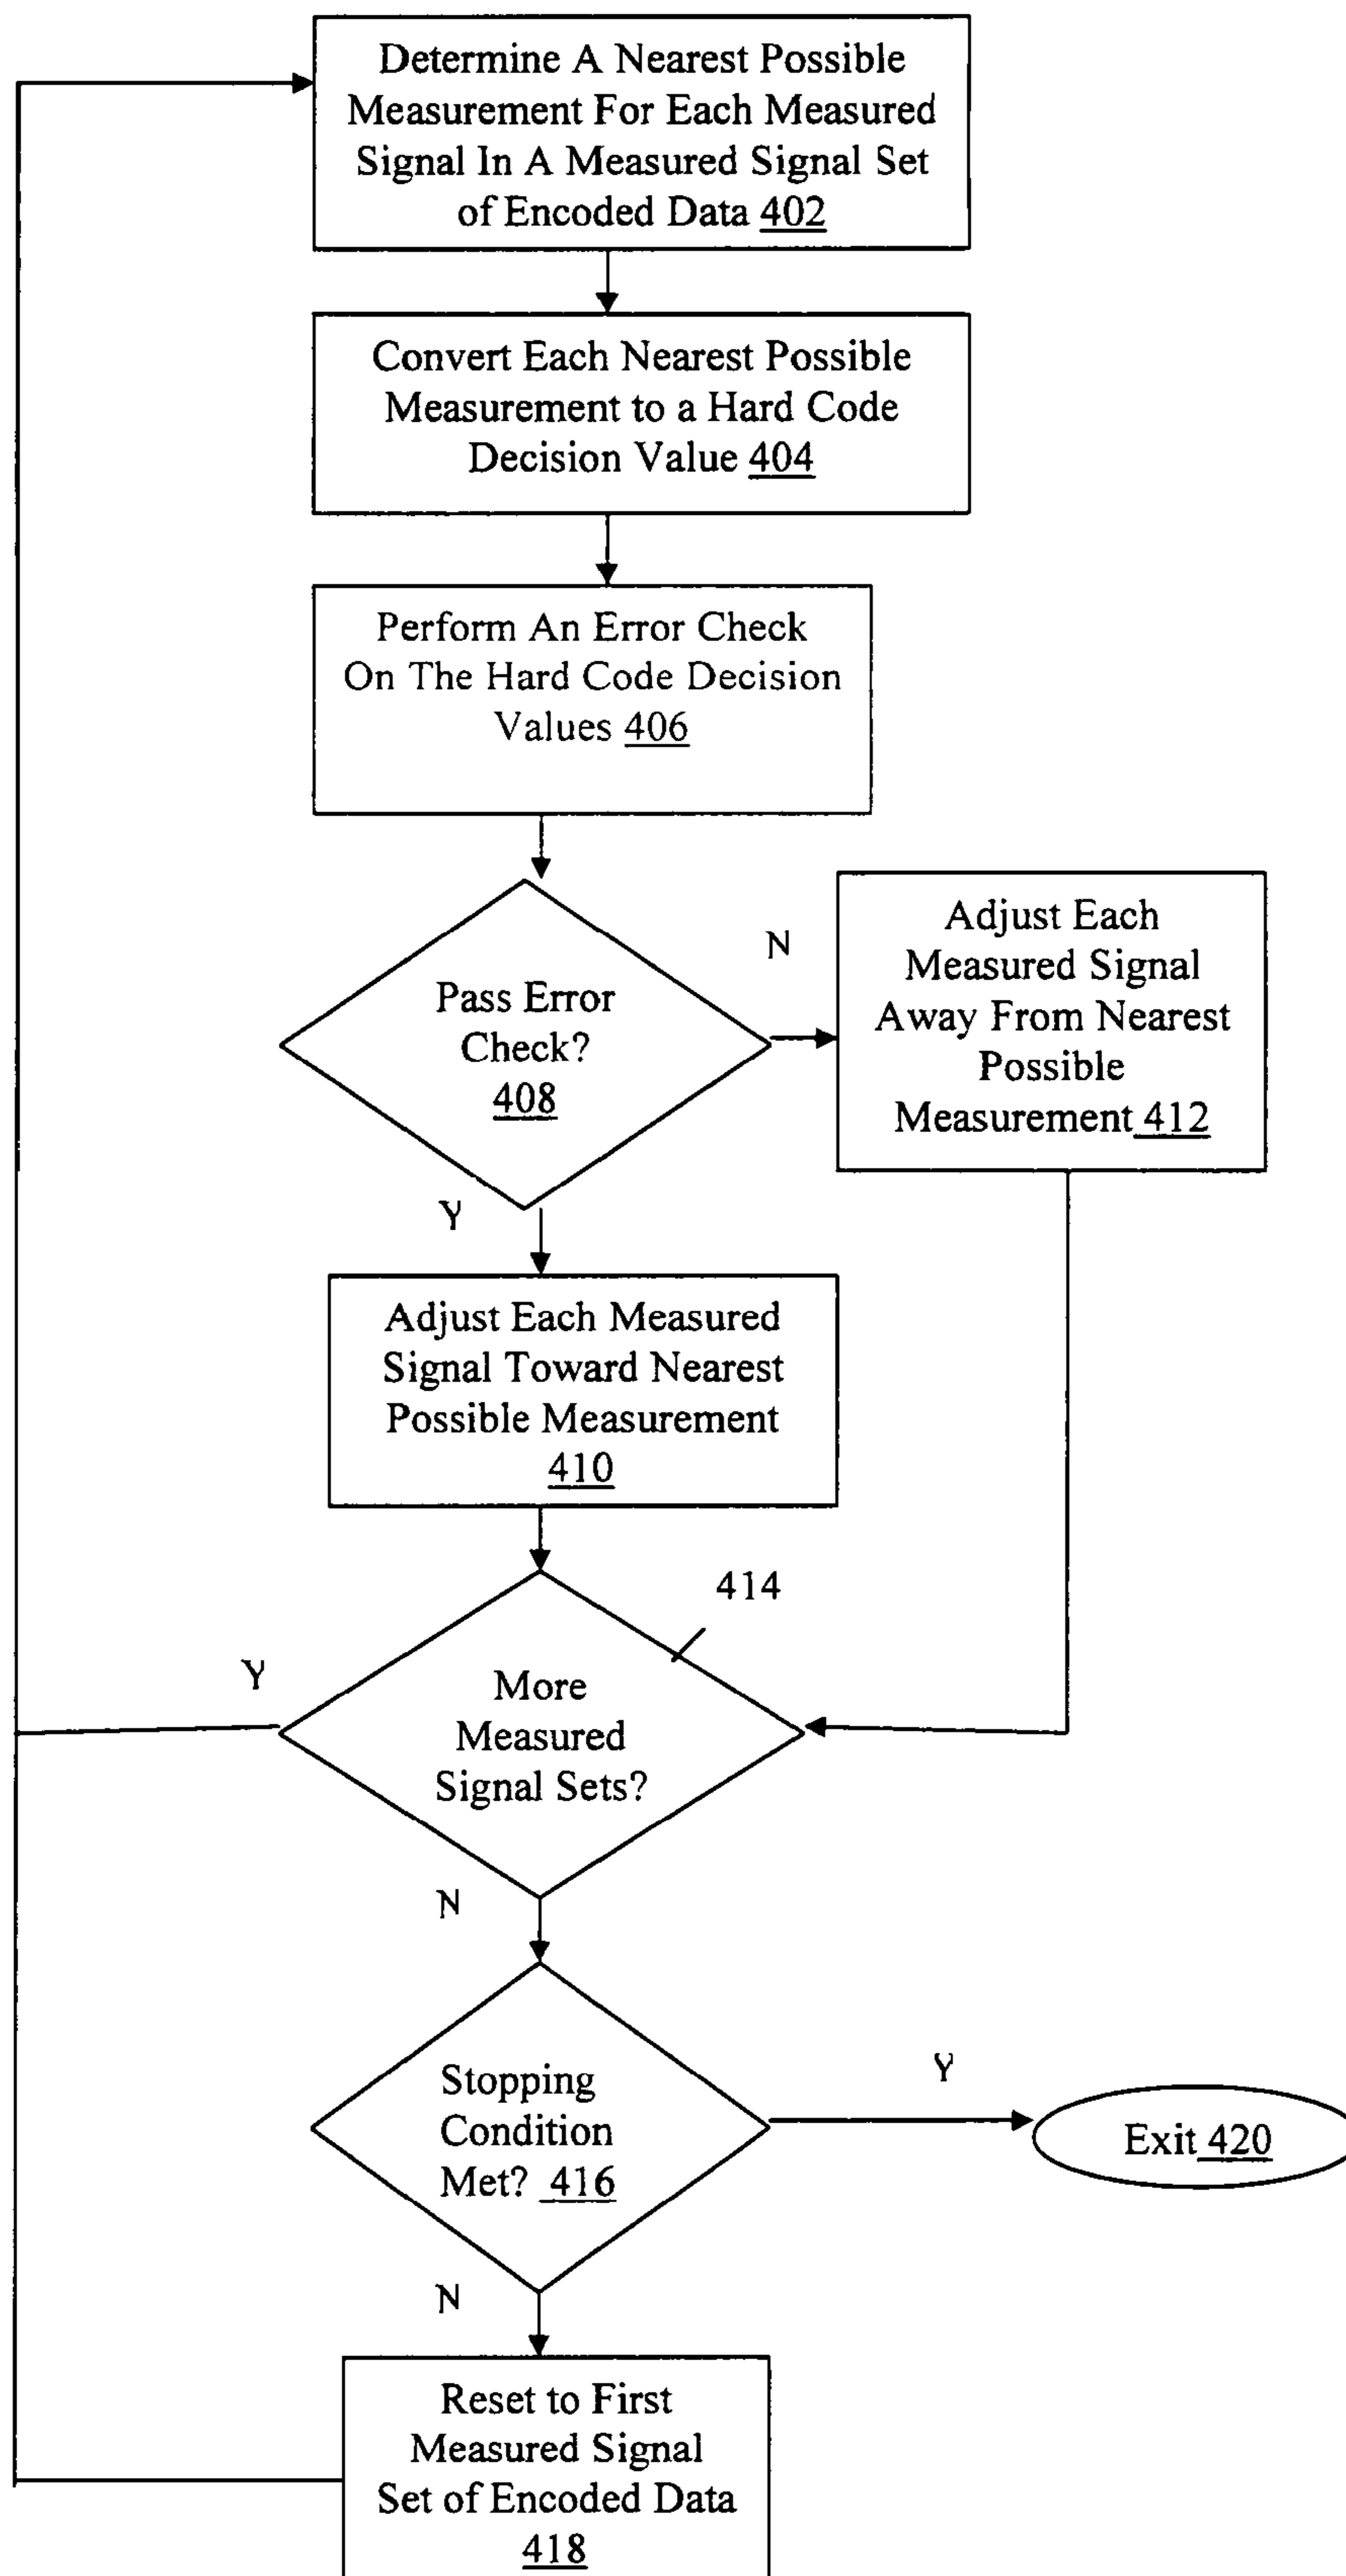 Determine A Nearest Possible
Measurement For Each Measured
Signal In A Measured Signal Set
of Encoded Data 402
Convert Each Nearest Possible
Measurement to a Hard Code
Decision Value 404
Perform An Error Check
On The Hard Code Decision
Values 406
Pass Error
Check?
408
N
Adjust Each
Measured Signal
Away From Nearest
Possible
Measurement 412
Y
Adjust Each Measured
Signal Toward Nearest
Possible Measurement
410
414
Y
More
Measured
Signal Sets?
N
Stopping
Condition
Met? 416
Y
Exit 420
N
Reset to First
Measured Signal
Set of Encoded Data
418